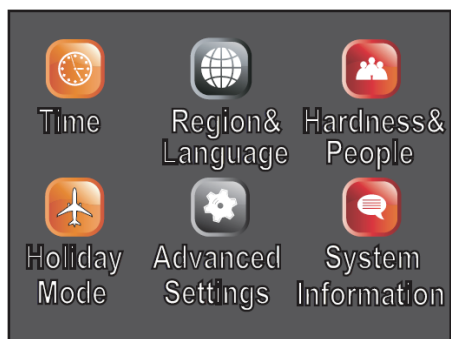 Time
Region&
Language
Hardness&
People
Holiday
Mode
Advanced
Settings
System
Information